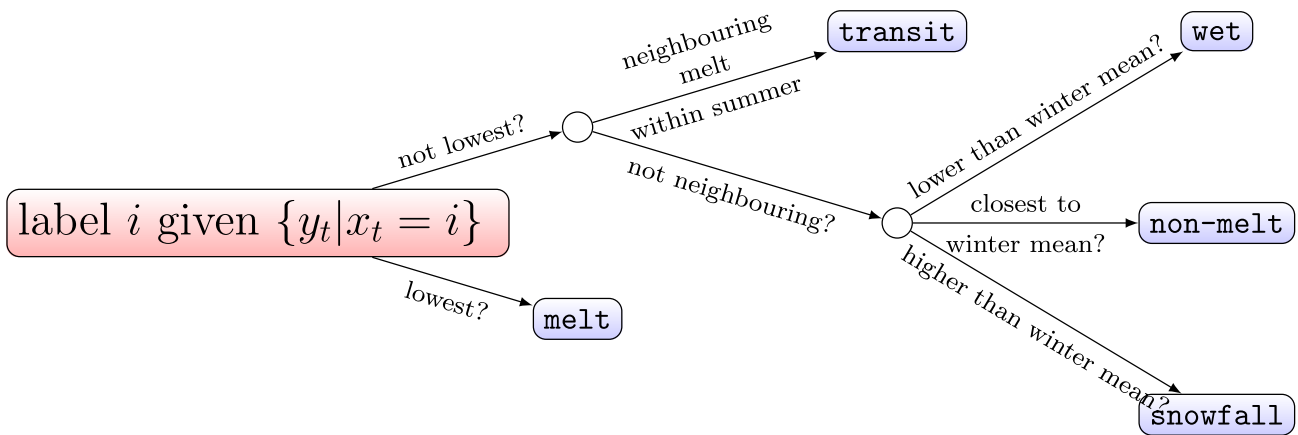 label i given {y_t|x_t = i}
not lowest?
lowest?
melt
neighbouring
melt
within summer
transit
not neighbouring?
lower than winter mean?
wet
closest to
winter mean?
non-melt
higher than winter mean?
snowfall